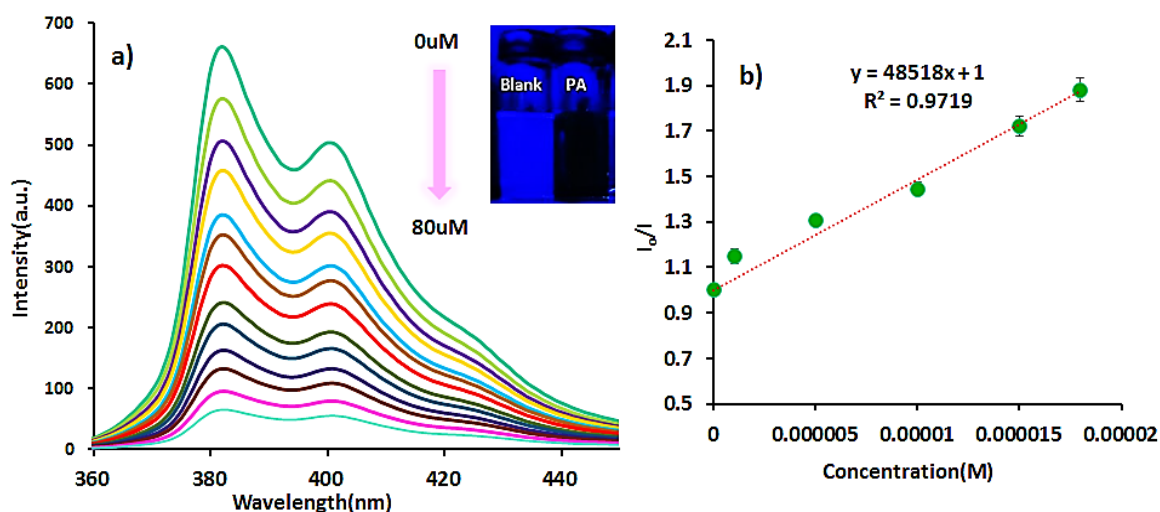 a)
700
600
500
400
300
200
100
0
360
380
400
420
440
Intensity(a.u.)
Wavelength(nm)
0uM
80uM
Blank
PA
b)
y = 48518x + 1
R² = 0.9719
2.1
1.9
1.7
1.5
1.3
1.1
0.9
0.7
0.5
0
0.000005
0.00001
0.000015
0.00002
Iₒ/I
Concentration(M)